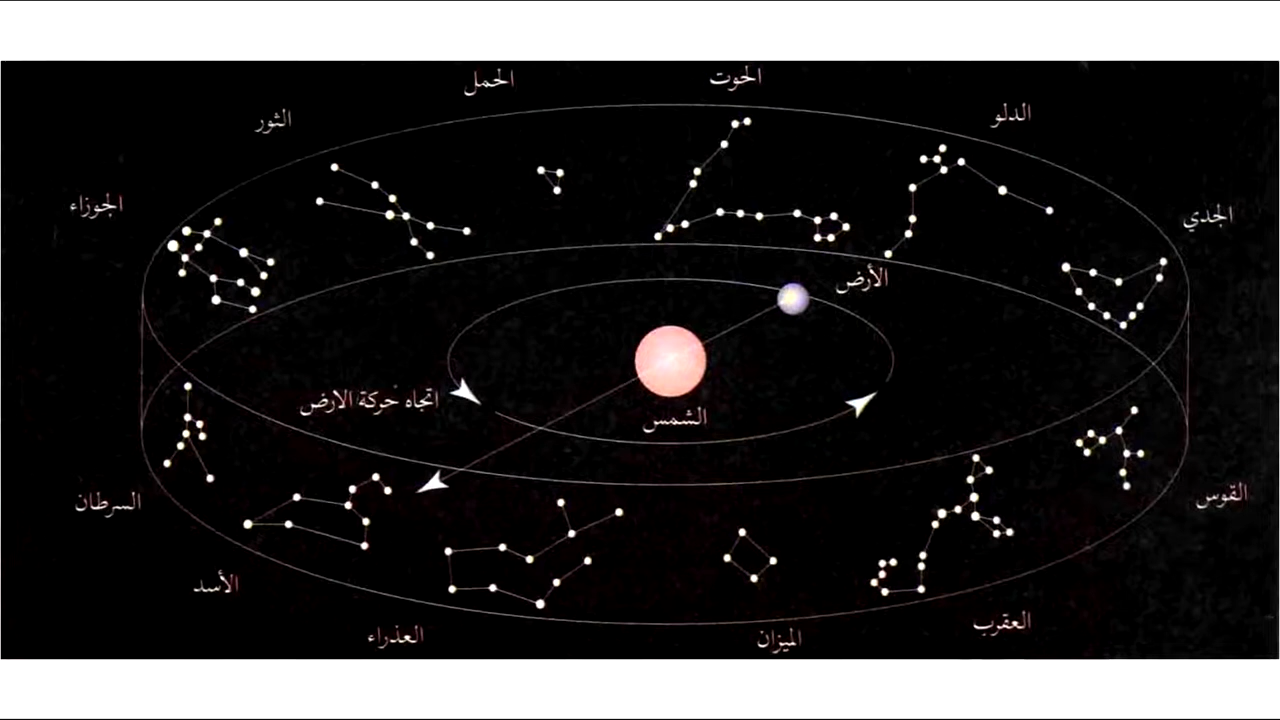 الحوت
الحمل
الدلو
الثور
الجوزاء
الجدي
الأرض
اتجاه حركة الارض
الشمس
السرطان
القوس
الأسد
العقرب
العذراء
الميزان